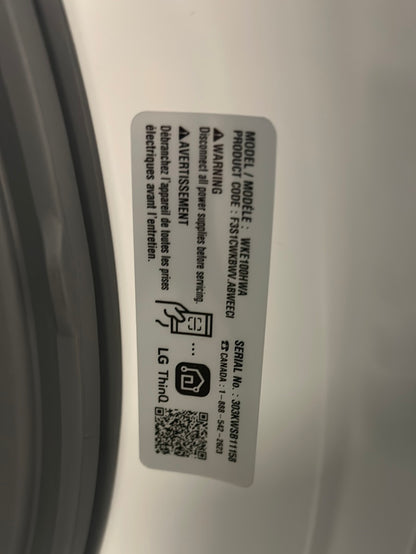 MODEL / MODÈLE : WKE100HWA
PRODUCT CODE : F3S1CWKBWV.ABWEECI
⚠WARNING
Disconnect all power supplies before servicing.
⚠AVERTISSEMENT
Débranchez l'appareil de toutes les prises
électriques avant l'entretien.
SERIAL No. : 303KWSB11158
☎ CANADA : 1-888-542-2623
...
LG ThinQ